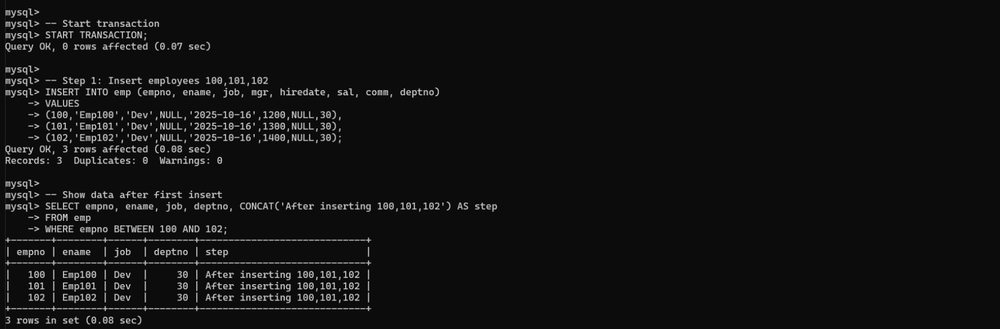 mysql>
mysql> -- Start transaction
mysql> START TRANSACTION;
Query OK, 0 rows affected (0.07 sec)

mysql>
mysql> -- Step 1: Insert employees 100,101,102
mysql> INSERT INTO emp (empno, ename, job, mgr, hiredate, sal, comm, deptno)
    -> VALUES
    -> (100,'Emp100','Dev',NULL,'2025-10-16',1200,NULL,30),
    -> (101,'Emp101','Dev',NULL,'2025-10-16',1300,NULL,30),
    -> (102,'Emp102','Dev',NULL,'2025-10-16',1400,NULL,30);
Query OK, 3 rows affected (0.08 sec)
Records: 3  Duplicates: 0  Warnings: 0

mysql>
mysql> -- Show data after first insert
mysql> SELECT empno, ename, job, deptno, CONCAT('After inserting 100,101,102') AS step
    -> FROM emp
    -> WHERE empno BETWEEN 100 AND 102;
+-------+--------+------+--------+-----------------------------+
| empno | ename  | job  | deptno | step                        |
+-------+--------+------+--------+-----------------------------+
|   100 | Emp100 | Dev  |     30 | After inserting 100,101,102 |
|   101 | Emp101 | Dev  |     30 | After inserting 100,101,102 |
|   102 | Emp102 | Dev  |     30 | After inserting 100,101,102 |
+-------+--------+------+--------+-----------------------------+
3 rows in set (0.08 sec)